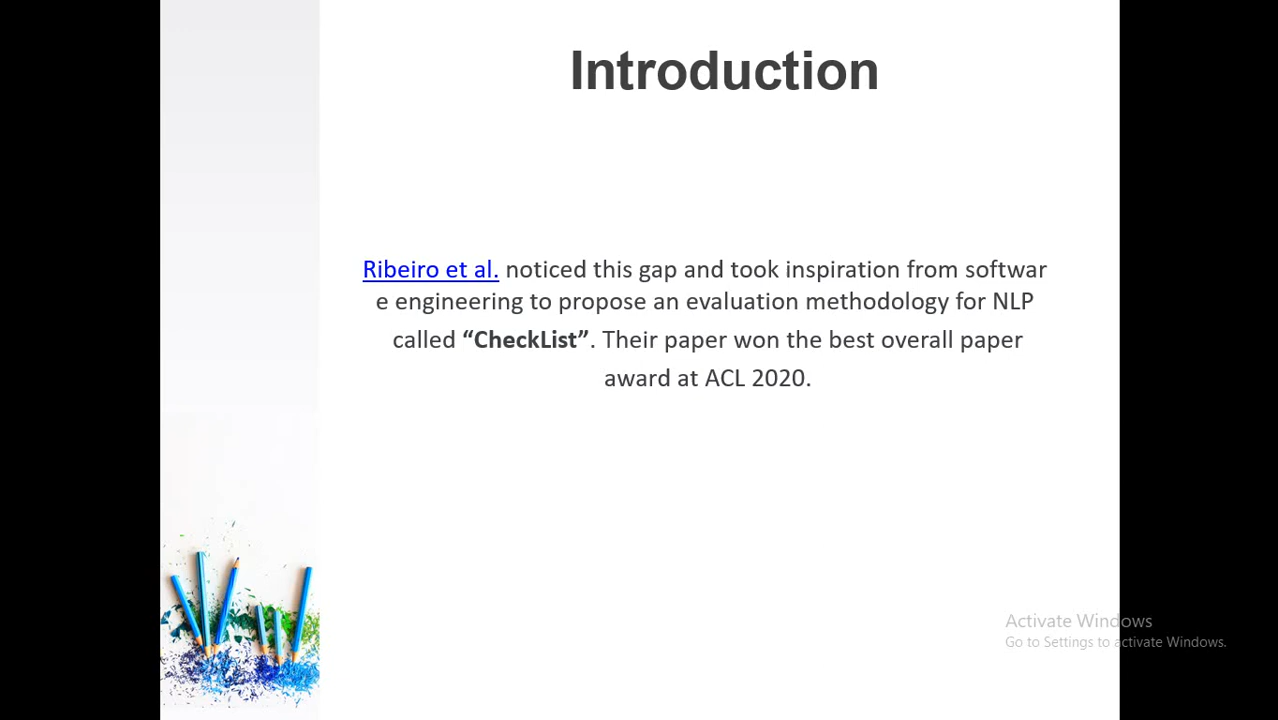 Introduction
Ribeiro et al. noticed this gap and took inspiration from softwar
e engineering to propose an evaluation methodology for NLP
called “CheckList”. Their paper won the best overall paper
award at ACL 2020.
Activate Windows
Go to Settings to activate Windows.